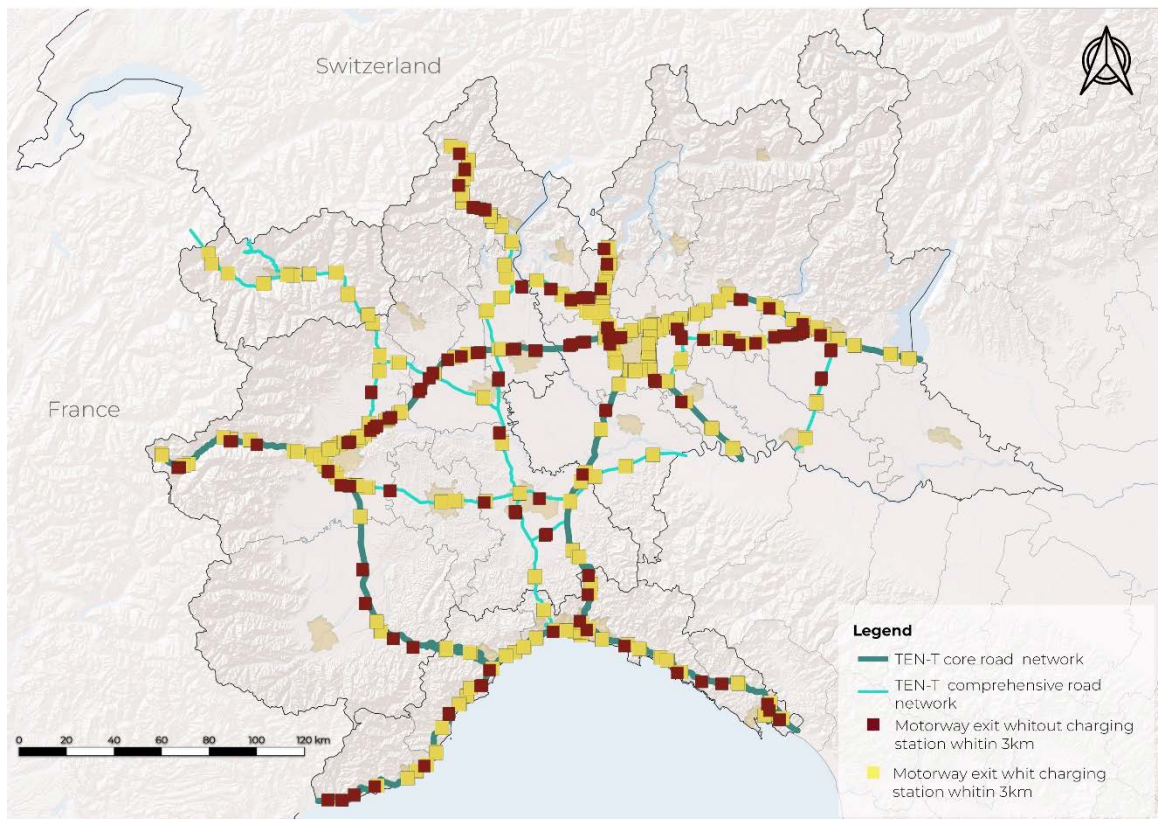 Switzerland
France
Legend
TEN-T core road network
TEN-T comprehensive road
network
Motorway exit whitout charging
station whitin 3km
Motorway exit whit charging
station whitin 3km
0 20 40 60 80 100 120 km